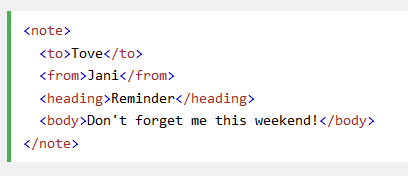 <note>
  <to>Tove</to>
  <from>Jani</from>
  <heading>Reminder</heading>
  <body>Don't forget me this weekend!</body>
</note>